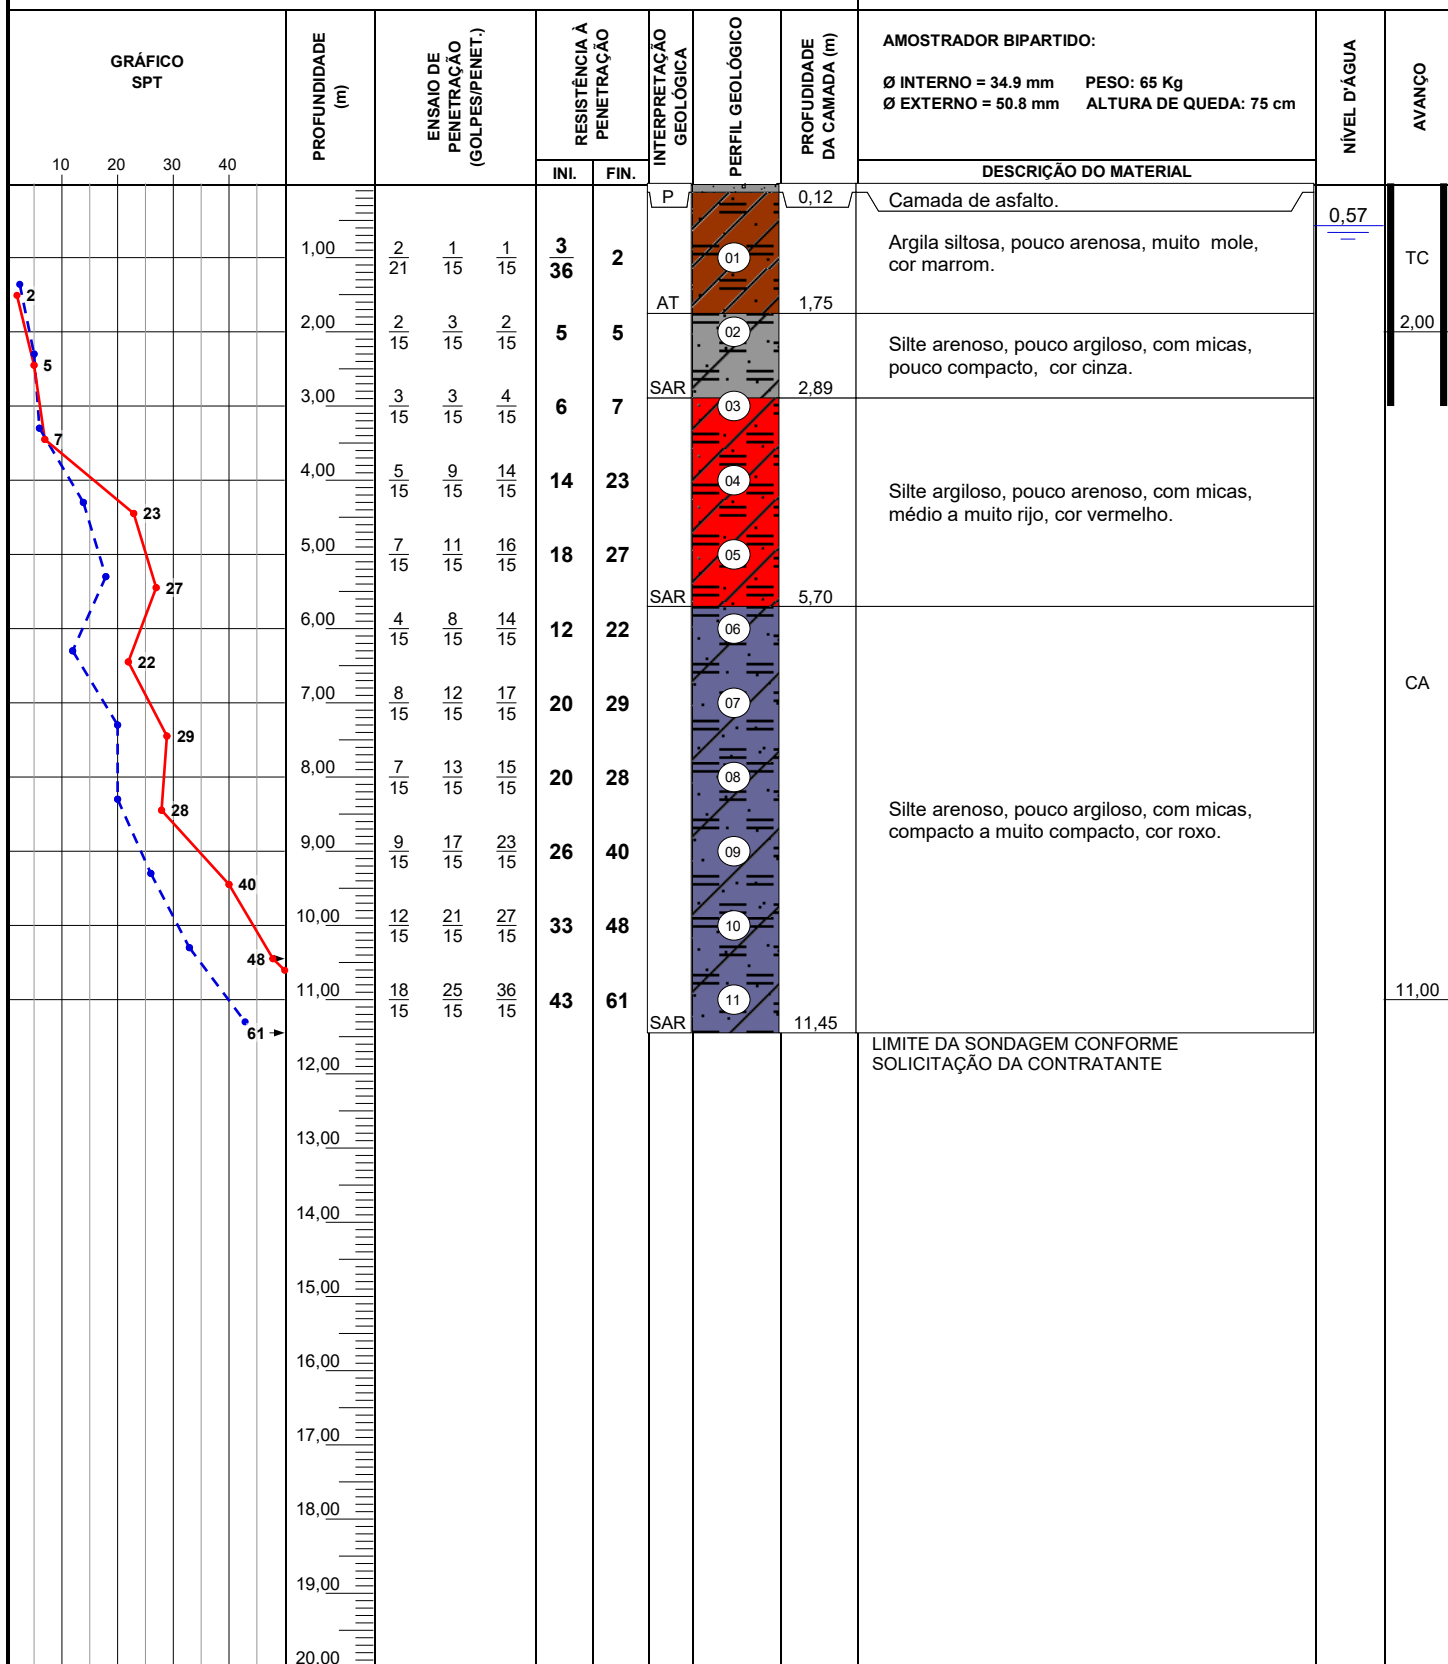 GRÁFICO
SPT
10 20 30 40
PROFUNDIDADE
(m)
ENSAIO DE
PENETRAÇÃO
(GOLPES/PENET.)
RESISTÊNCIA À
PENETRAÇÃO
INI. FIN.
INTERPRETAÇÃO
GEOLÓGICA
PERFIL GEOLÓGICO
PROFUDIDADE
DA CAMADA (m)
AMOSTRADOR BIPARTIDO:
Ø INTERNO = 34.9 mm PESO: 65 Kg
Ø EXTERNO = 50.8 mm ALTURA DE QUEDA: 75 cm
DESCRIÇÃO DO MATERIAL
NÍVEL D'ÁGUA
AVANÇO
P 0,12 Camada de asfalto.
0,57
1,00 2/21 1/15 1/15 3/36 2 01
Argila siltosa, pouco arenosa, muito mole,
cor marrom.
TC
2
AT 1,75
2,00 2/15 3/15 2/15 5 5 02
2,00
Silte arenoso, pouco argiloso, com micas,
pouco compacto, cor cinza.
5
SAR 2,89
3,00 3/15 3/15 4/15 6 7 03
7
4,00 5/15 9/15 14/15 14 23 04
Silte argiloso, pouco arenoso, com micas,
médio a muito rijo, cor vermelho.
23
5,00 7/15 11/15 16/15 18 27 05
27
SAR 5,70
6,00 4/15 8/15 14/15 12 22 06
22
CA
7,00 8/15 12/15 17/15 20 29 07
29
8,00 7/15 13/15 15/15 20 28 08
28
Silte arenoso, pouco argiloso, com micas,
compacto a muito compacto, cor roxo.
9,00 9/15 17/15 23/15 26 40 09
40
10,00 12/15 21/15 27/15 33 48 10
48
11,00 18/15 25/15 36/15 43 61 11
11,00
61
SAR 11,45
LIMITE DA SONDAGEM CONFORME
SOLICITAÇÃO DA CONTRATANTE
12,00
13,00
14,00
15,00
16,00
17,00
18,00
19,00
20,00